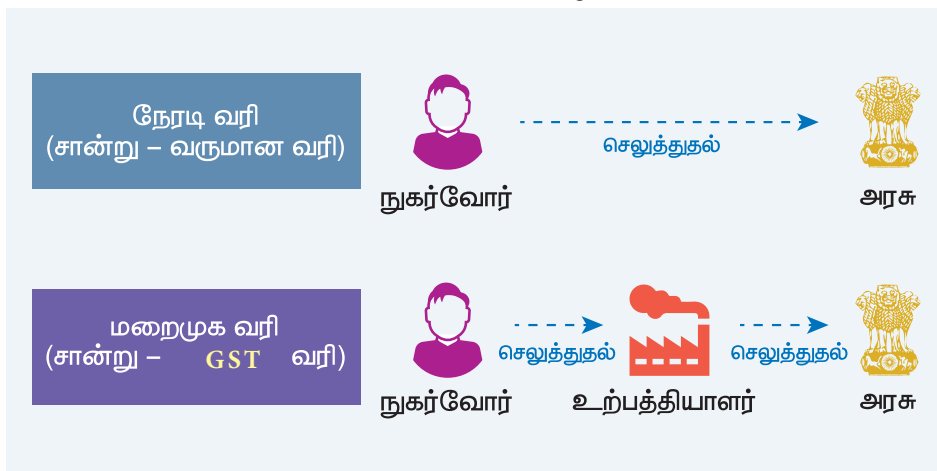 நேரடி வரி
(சான்று – வருமான வரி)
செலுத்துதல்
நுகர்வோர்
அரசு
மறைமுக வரி
(சான்று – GST வரி)
செலுத்துதல்
செலுத்துதல்
நுகர்வோர்
உற்பத்தியாளர்
அரசு